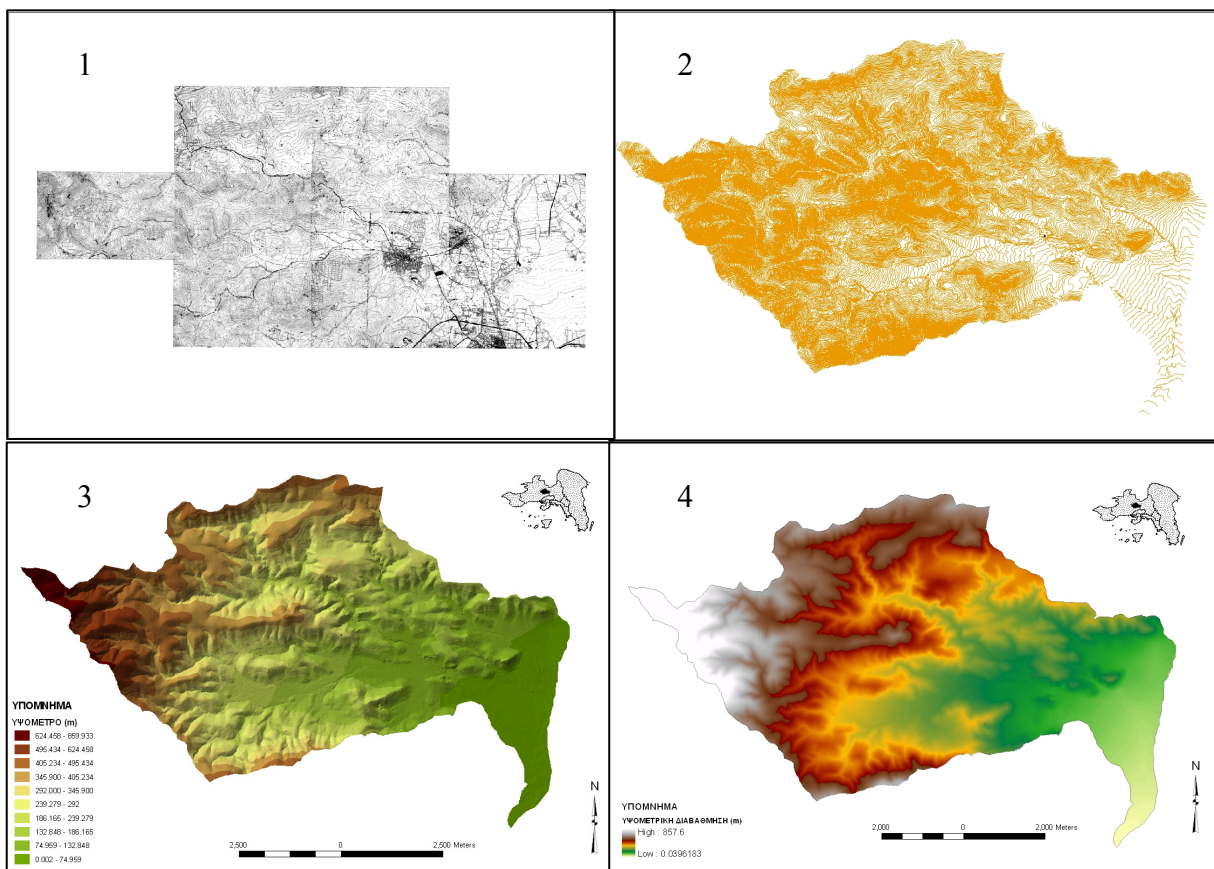 1
2
3
ΥΠΟΜΝΗΜΑ
ΥΨΟΜΕΤΡΟ (m)
624.458 - 859.933
495.434 - 624.458
405.234 - 495.434
345.900 - 405.234
292.000 - 345.900
239.279 - 292
186.165 - 239.279
132.848 - 186.165
74.959 - 132.848
0.002 - 74.959
2,500 0 2,500 Meters
N
4
ΥΠΟΜΝΗΜΑ
ΥΨΟΜΕΤΡΙΚΗ ΔΙΑΒΑΘΜΙΣΗ (m)
High : 857.6
Low : 0.0396183
2,000 0 2,000 Meters
N